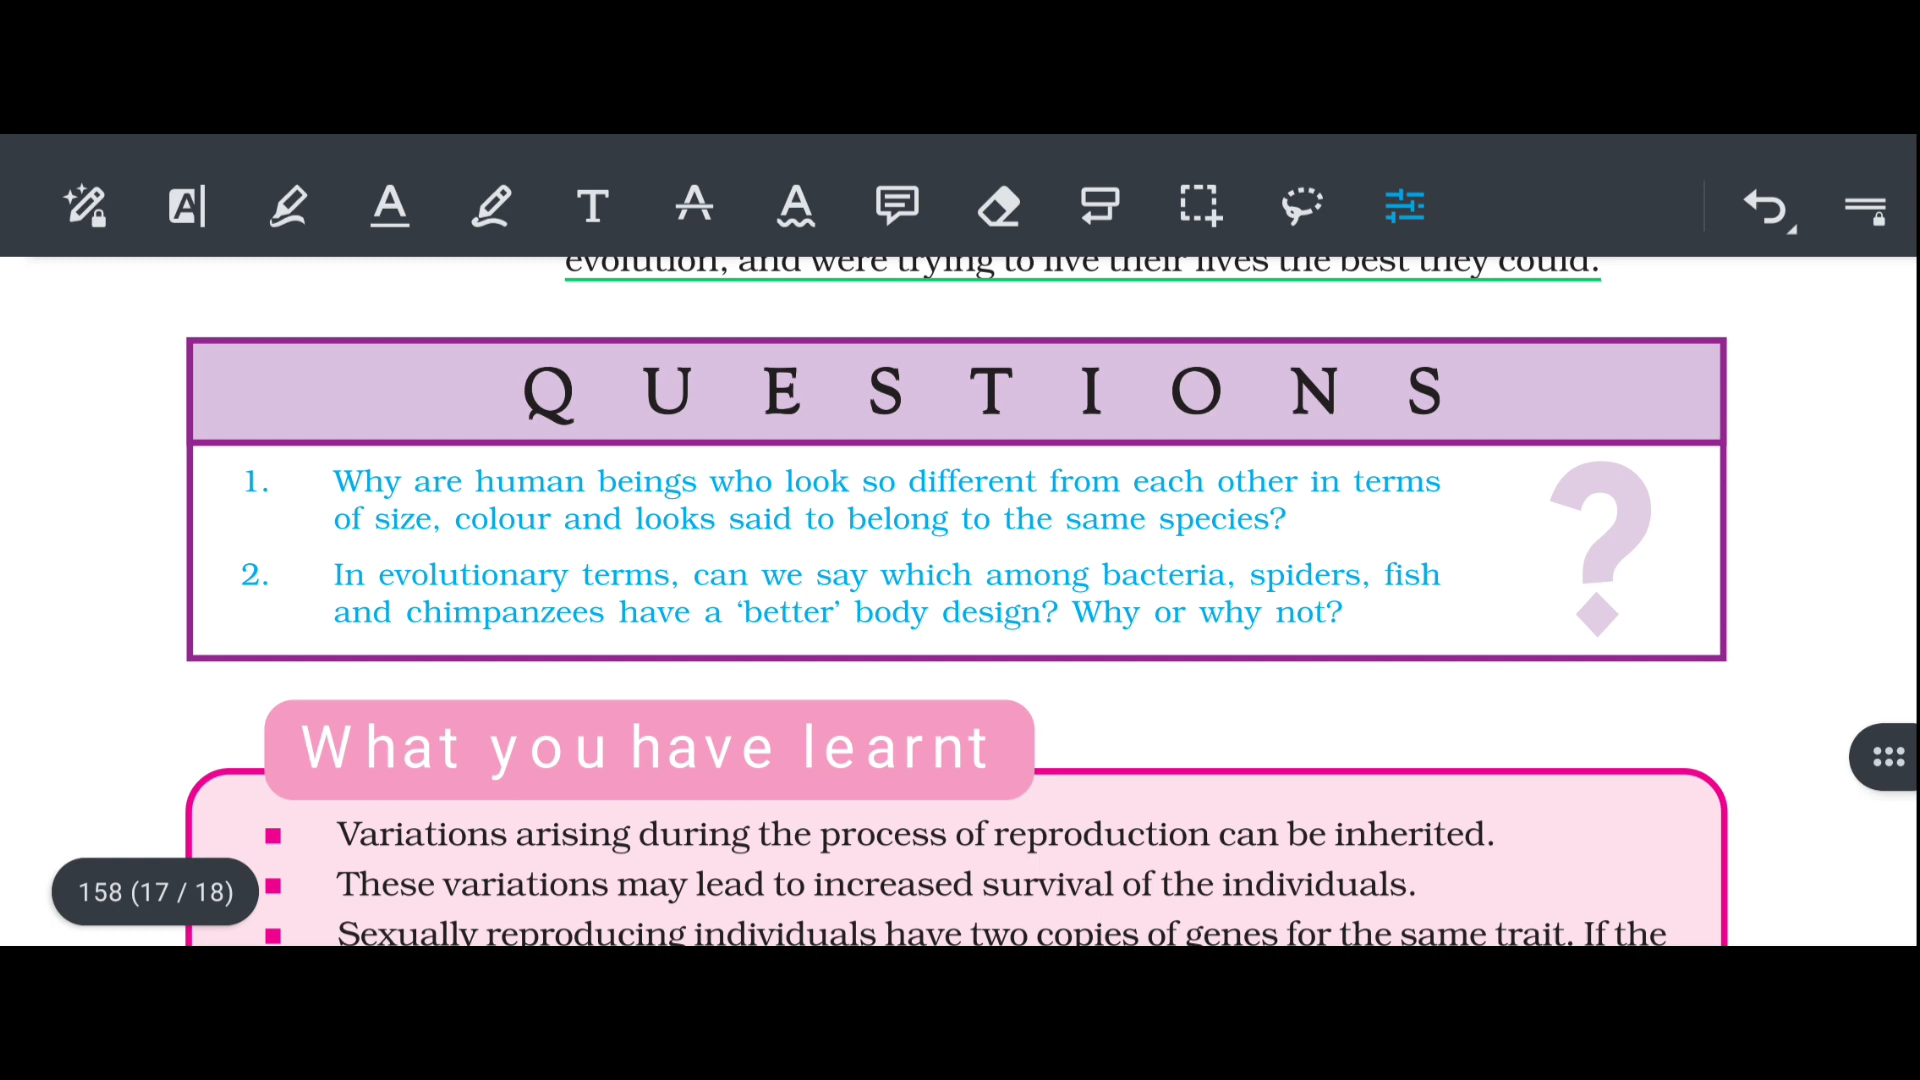 A
A
T
A
A
evolution, and were trying to live their lives the best they could.
QUESTIONS
1. Why are human beings who look so different from each other in terms
of size, colour and looks said to belong to the same species?
2. In evolutionary terms, can we say which among bacteria, spiders, fish
and chimpanzees have a ‘better’ body design? Why or why not?
?
What you have learnt
■ Variations arising during the process of reproduction can be inherited.
158 (17 / 18)
■ These variations may lead to increased survival of the individuals.
■ Sexually reproducing individuals have two copies of genes for the same trait. If the